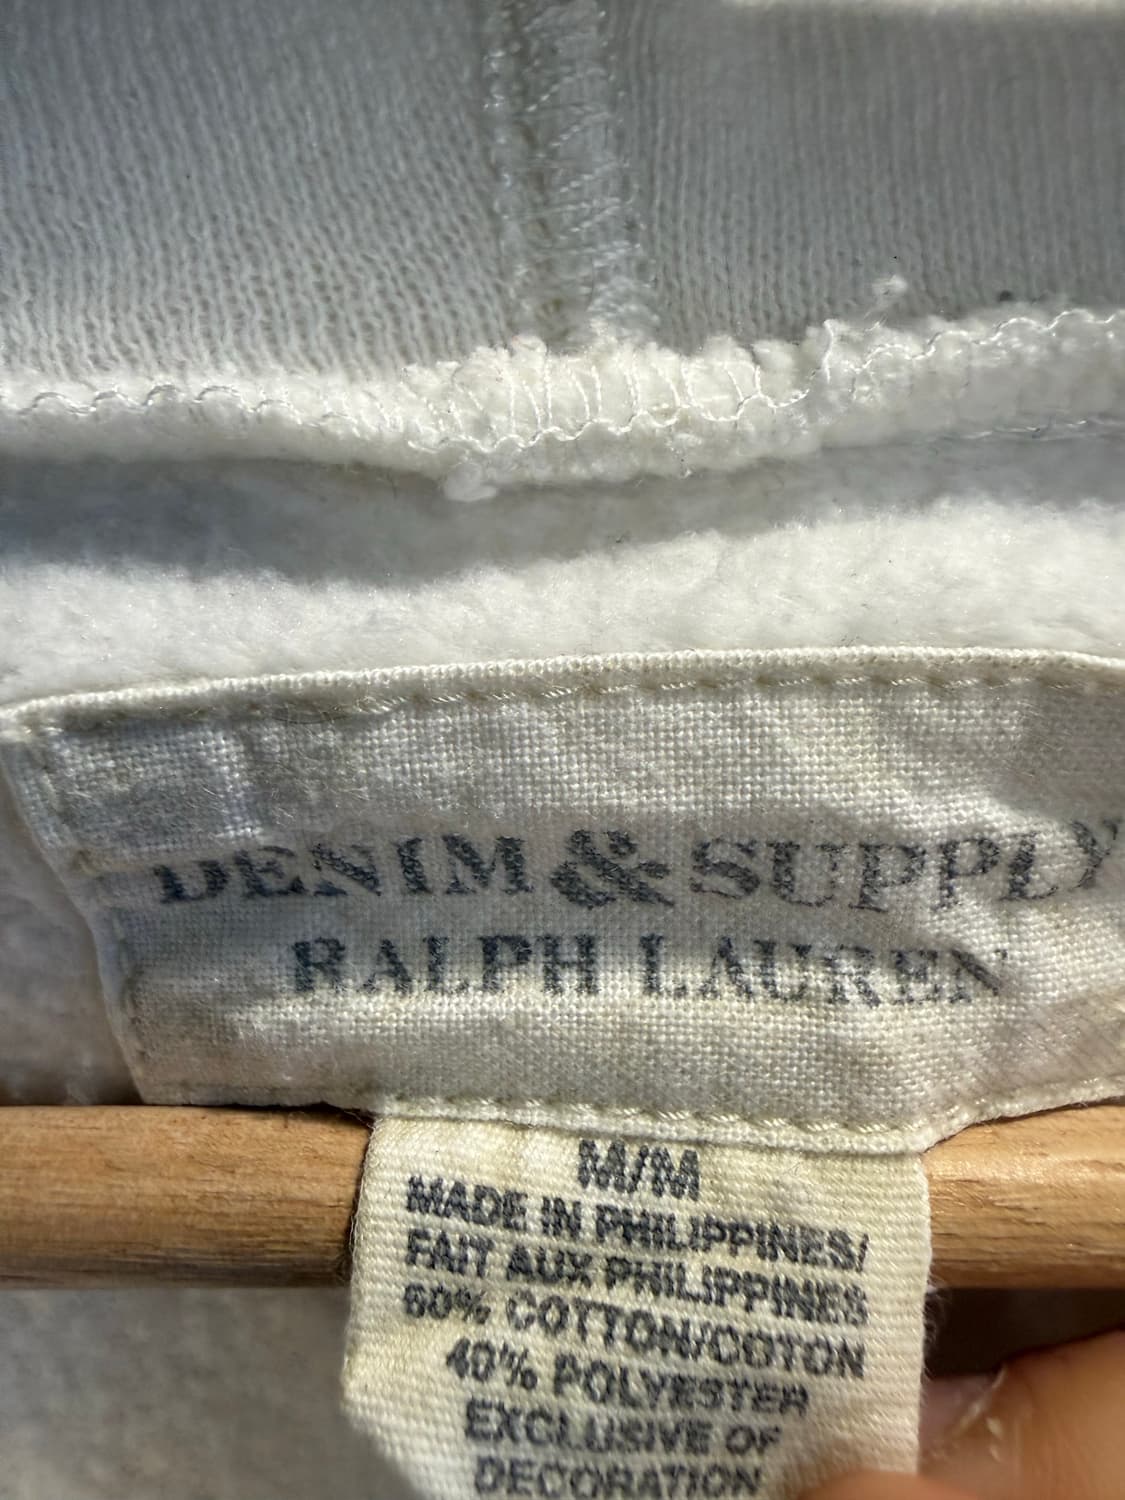 DENIM & SUPPLY
RALPH LAUREN
M/M
MADE IN PHILIPPINES/
FAIT AUX PHILIPPINES
60% COTTON/COTON
40% POLYESTER
EXCLUSIVE OF
DECORATION